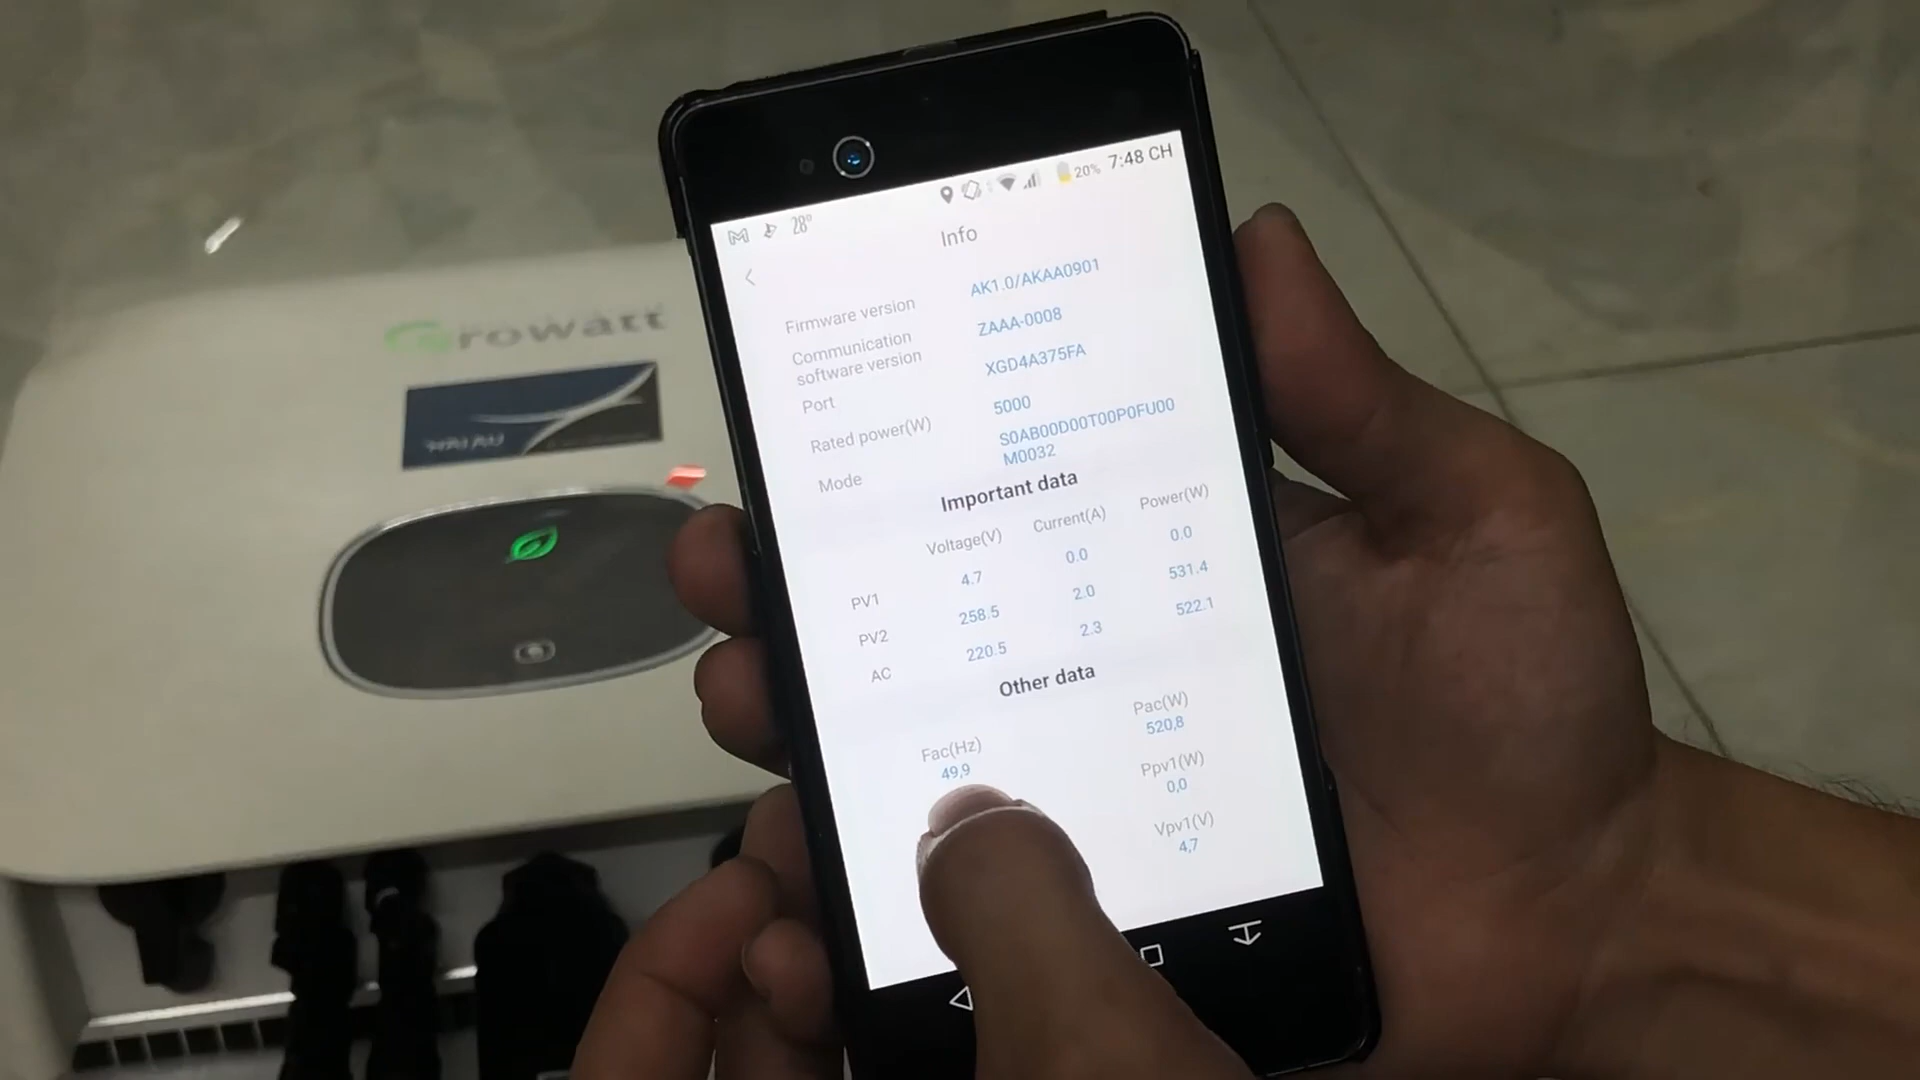 28°
20% 7:48 CH
Info
Firmware version
AK1.0/AKAA0901
Communication
software version
ZAAA-0008
Port
XGD4A375FA
Rated power(W)
5000
Mode
S0AB00D00T00P0FU00
M0032
Important data
Voltage(V) Current(A) Power(W)
PV1 4.7 0.0 0.0
PV2 258.5 2.0 531.4
AC 220.5 2.3 522.1
Other data
Fac(Hz) Pac(W)
49,9 520,8
Ppv1(W)
0,0
Vpv1(V)
4,7
Growatt